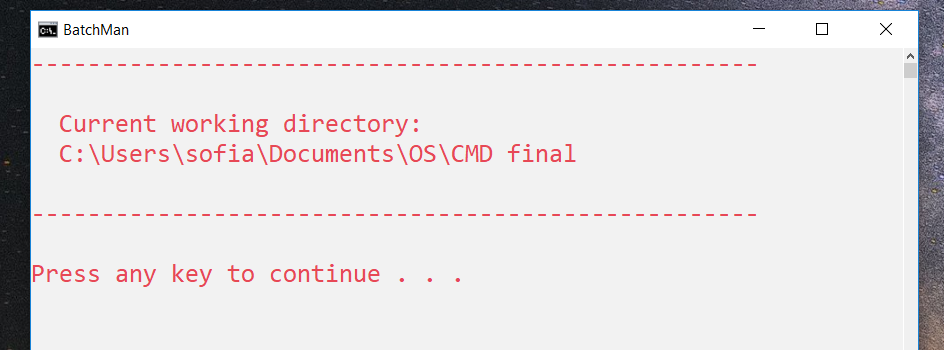 BatchMan
----------------------------------------------------
Current working directory:
C:\Users\sofia\Documents\OS\CMD final
----------------------------------------------------
Press any key to continue . . .